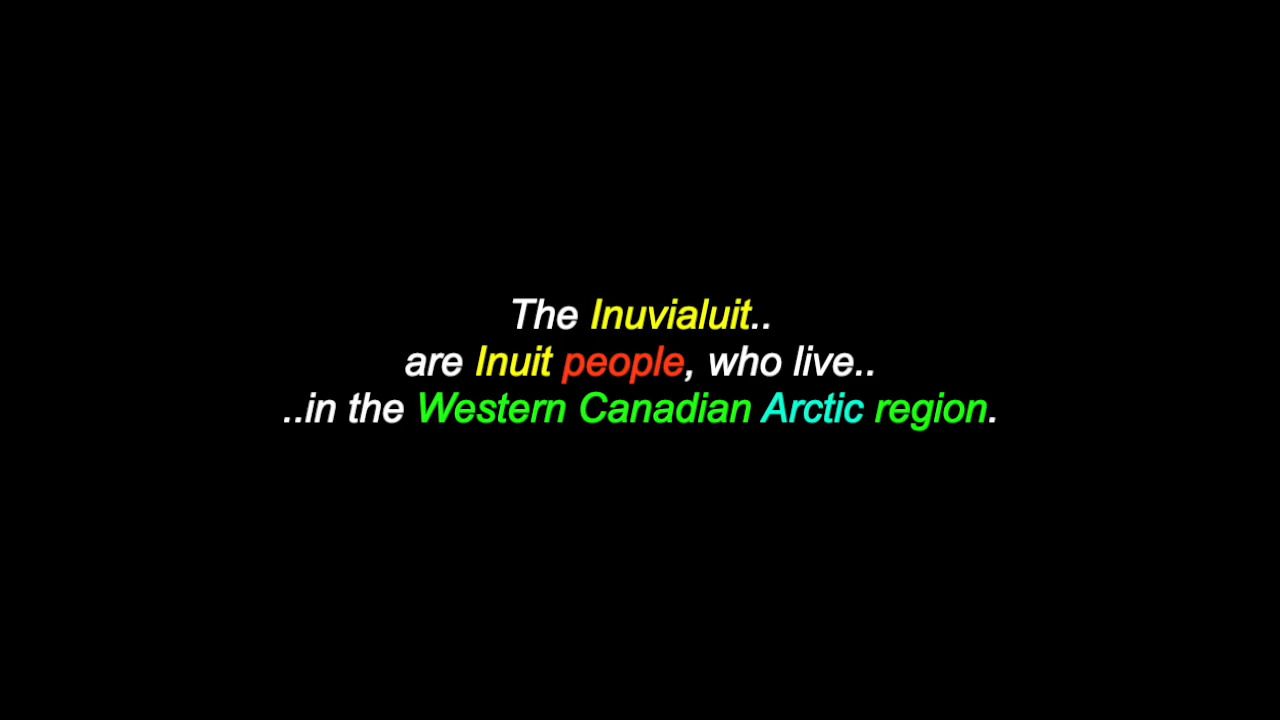 The Inuvialuit..
are Inuit people, who live..
..in the Western Canadian Arctic region.